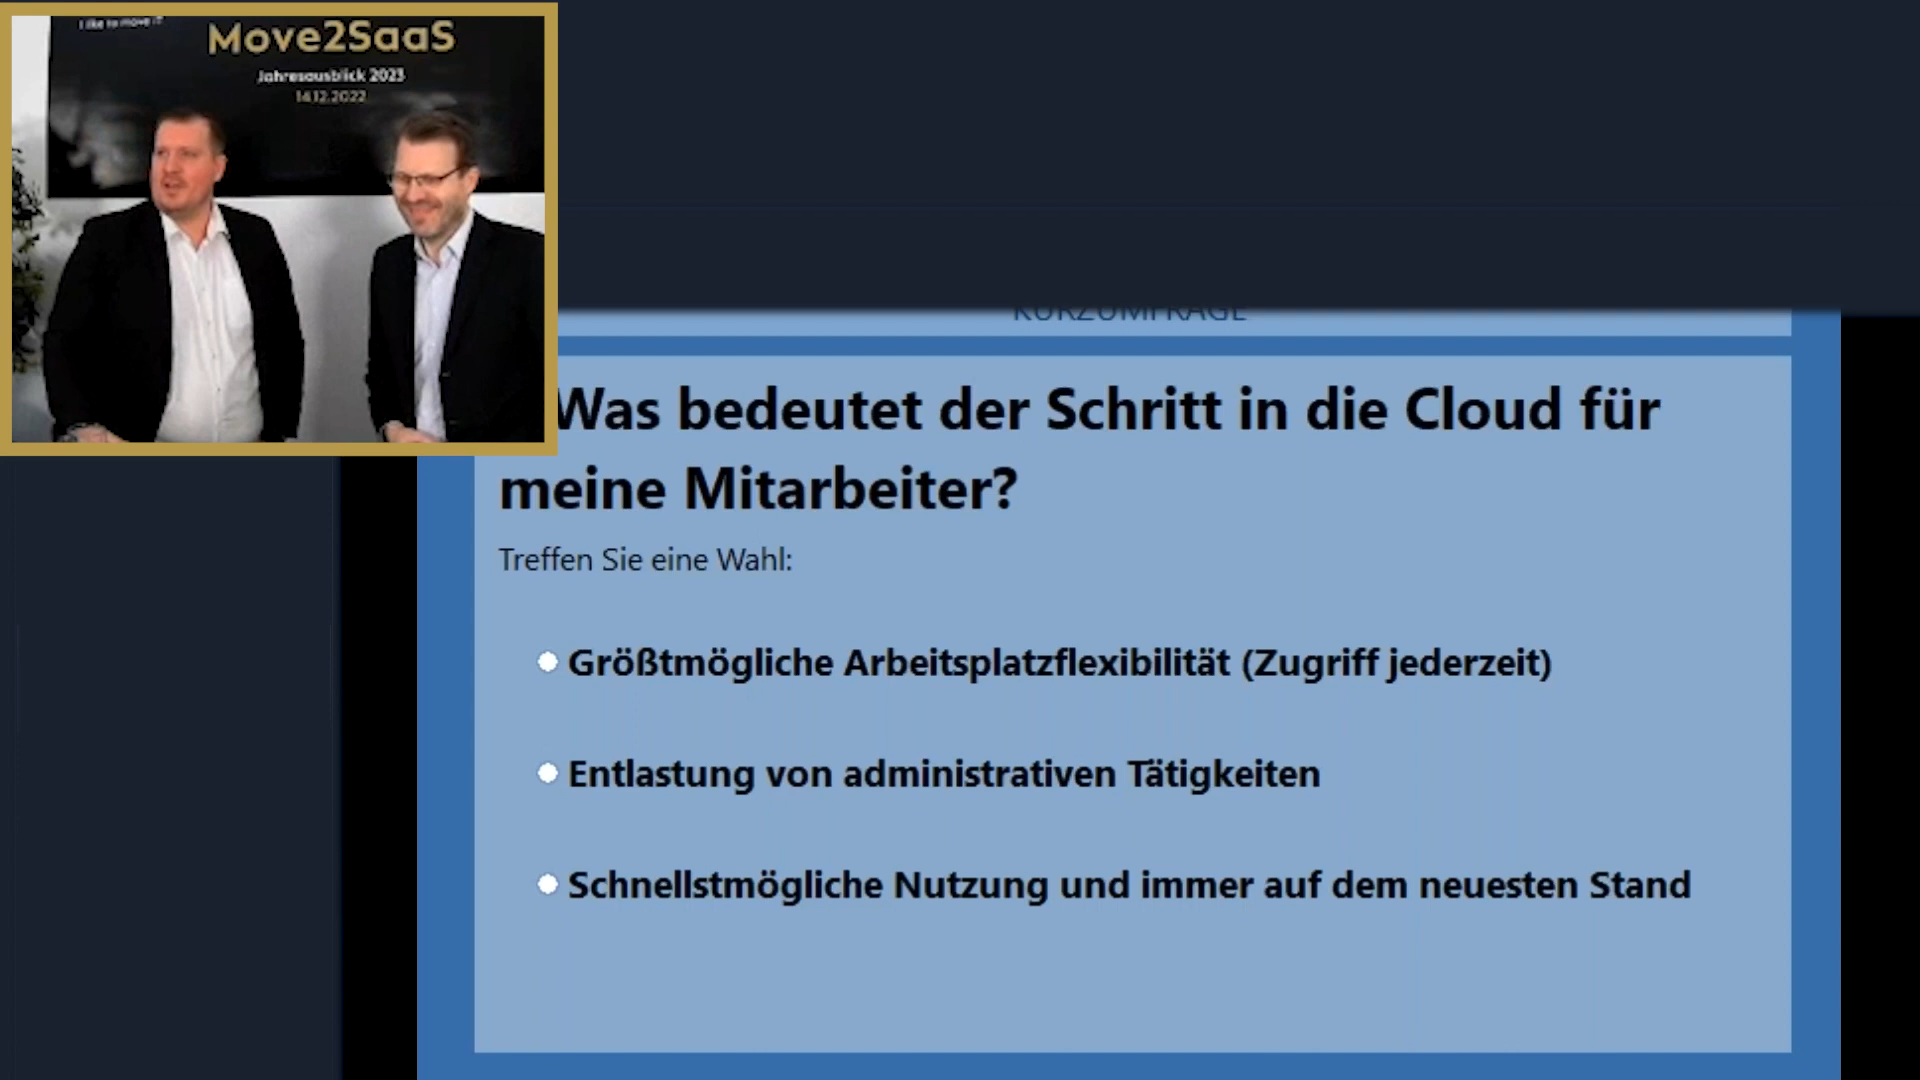 I like to move it
Move2SaaS
Jahresausblick 2023
14.12.2022
KURZUMFRAGE
Was bedeutet der Schritt in die Cloud für
meine Mitarbeiter?
Treffen Sie eine Wahl:
Größtmögliche Arbeitsplatzflexibilität (Zugriff jederzeit)
Entlastung von administrativen Tätigkeiten
Schnellstmögliche Nutzung und immer auf dem neuesten Stand